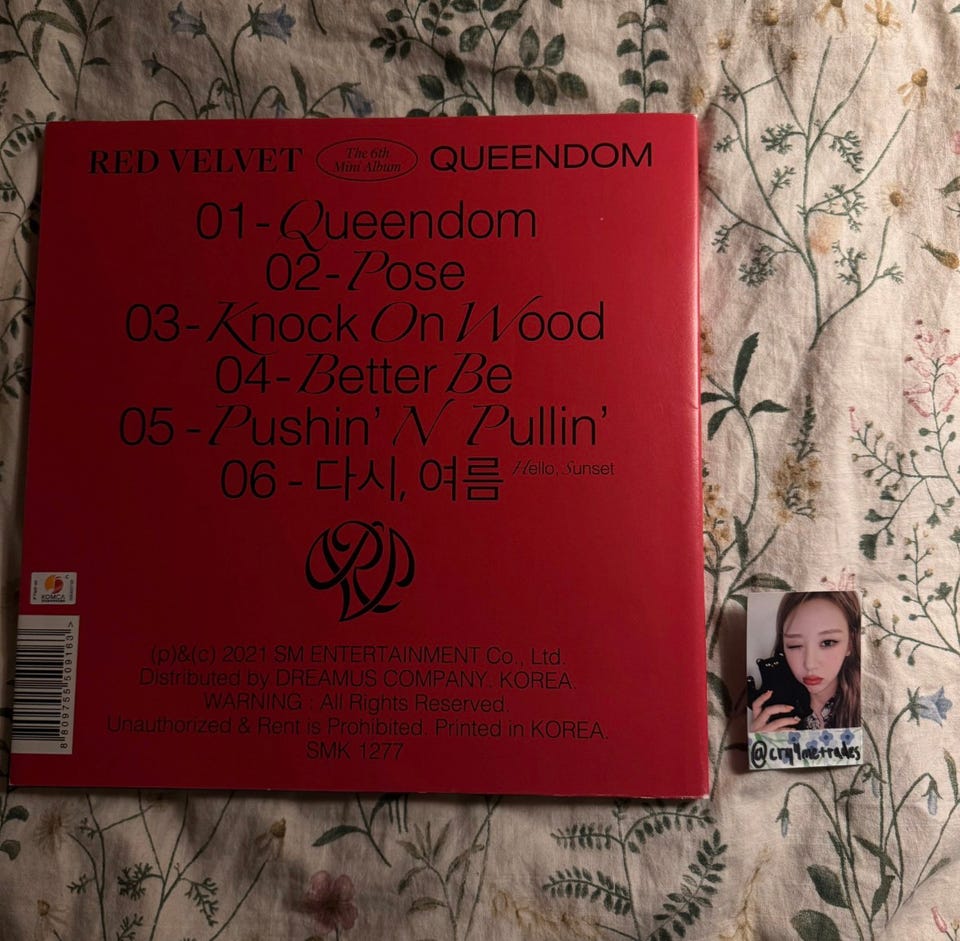 RED VELVET The 6th Mini Album QUEENDOM
01-Queendom
02-Pose
03-Knock On Wood
04-Better Be
05-Pushin' N Pullin'
06-다시, 여름 Hello, Sunset
KOMCA
8809755509163>
(p)&(c) 2021 SM ENTERTAINMENT Co., Ltd.
Distributed by DREAMUS COMPANY. KOREA.
WARNING : All Rights Reserved.
Unauthorized & Rent is Prohibited. Printed in KOREA.
SMK 1277
@cry4metrades